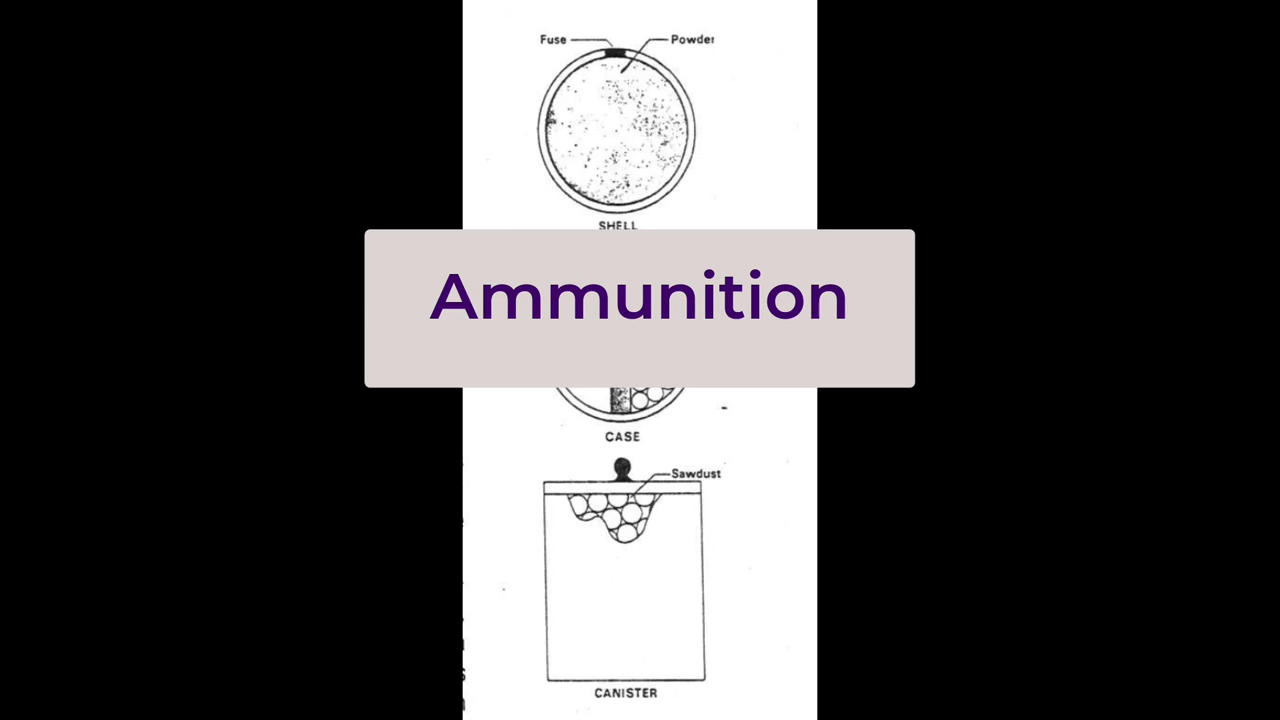 Fuse Powder
SHELL
Ammunition
CASE
Sawdust
CANISTER